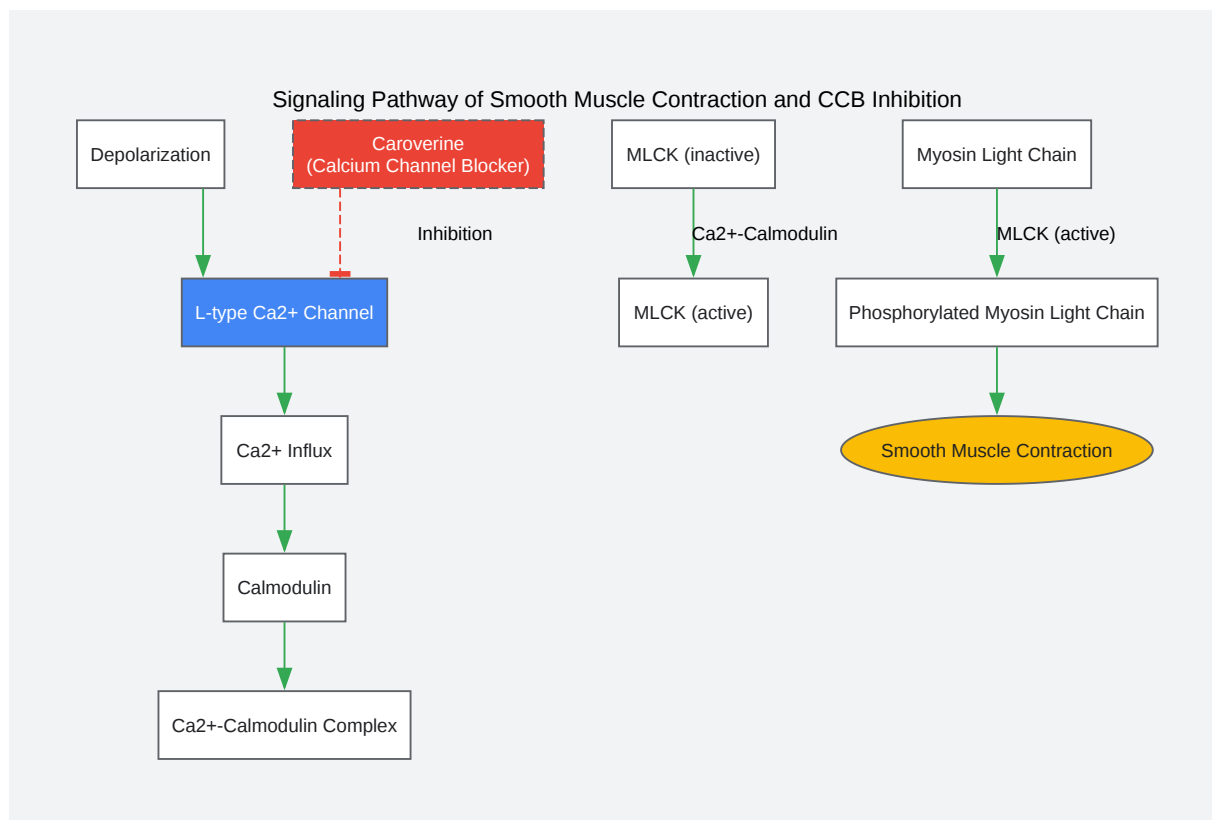 Signaling Pathway of Smooth Muscle Contraction and CCB Inhibition
Depolarization
Caroverine
(Calcium Channel Blocker)
MLCK (inactive)
Myosin Light Chain
Inhibition
Ca2+-Calmodulin
MLCK (active)
L-type Ca2+ Channel
MLCK (active)
Phosphorylated Myosin Light Chain
Ca2+ Influx
Smooth Muscle Contraction
Calmodulin
Ca2+-Calmodulin Complex